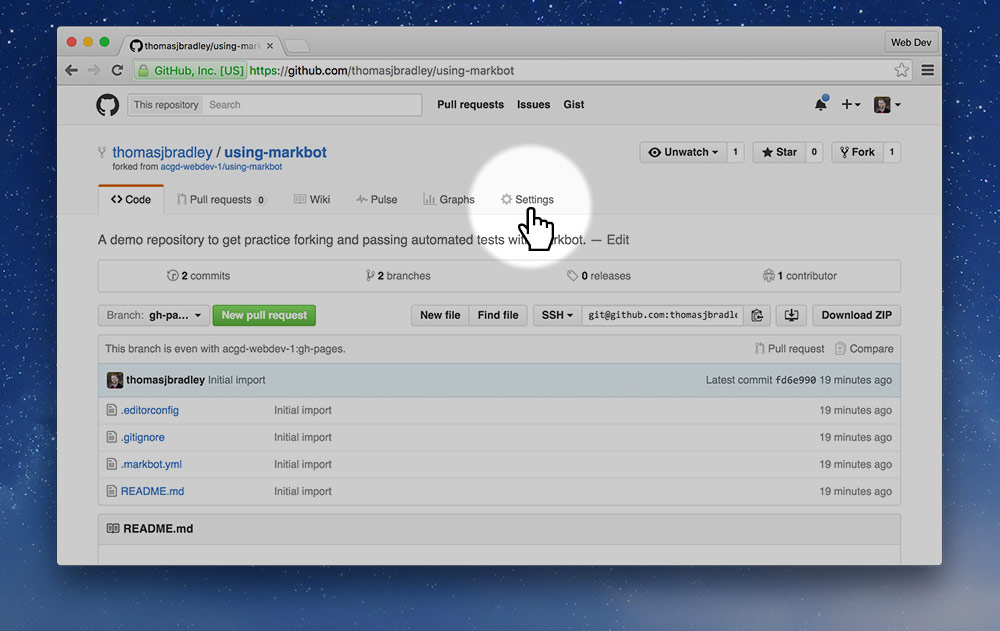 thomasjbradley/using-mark
Web Dev
GitHub, Inc. [US] https://github.com/thomasjbradley/using-markbot
This repository Search Pull requests Issues Gist
thomasjbradley / using-markbot Unwatch 1 Star 0 Fork 1
forked from acgd-webdev-1/using-markbot
Code Pull requests 0 Wiki Pulse Graphs Settings
A demo repository to get practice forking and passing automated tests with rkbot. — Edit
2 commits 2 branches 0 releases 1 contributor
Branch: gh-pa... New pull request New file Find file SSH git@github.com:thomasjbradle Download ZIP
This branch is even with acgd-webdev-1:gh-pages. Pull request Compare
thomasjbradley Initial import Latest commit fd6e990 19 minutes ago
.editorconfig Initial import 19 minutes ago
.gitignore Initial import 19 minutes ago
.markbot.yml Initial import 19 minutes ago
README.md Initial import 19 minutes ago
README.md